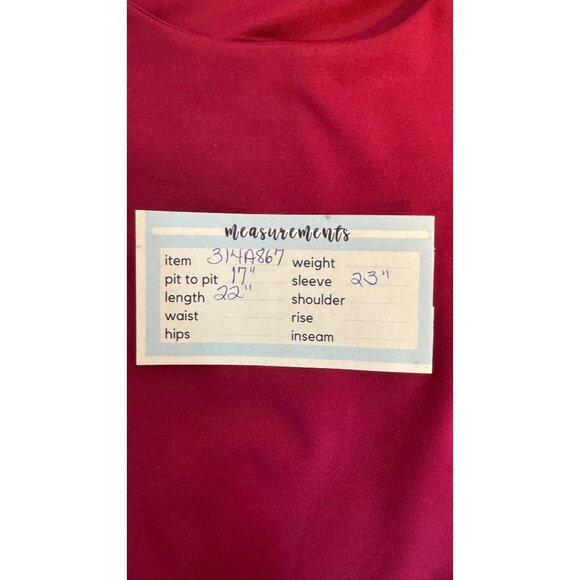 measurements
item 314A867 weight
pit to pit 17" sleeve 23"
length 22" shoulder
waist rise
hips inseam